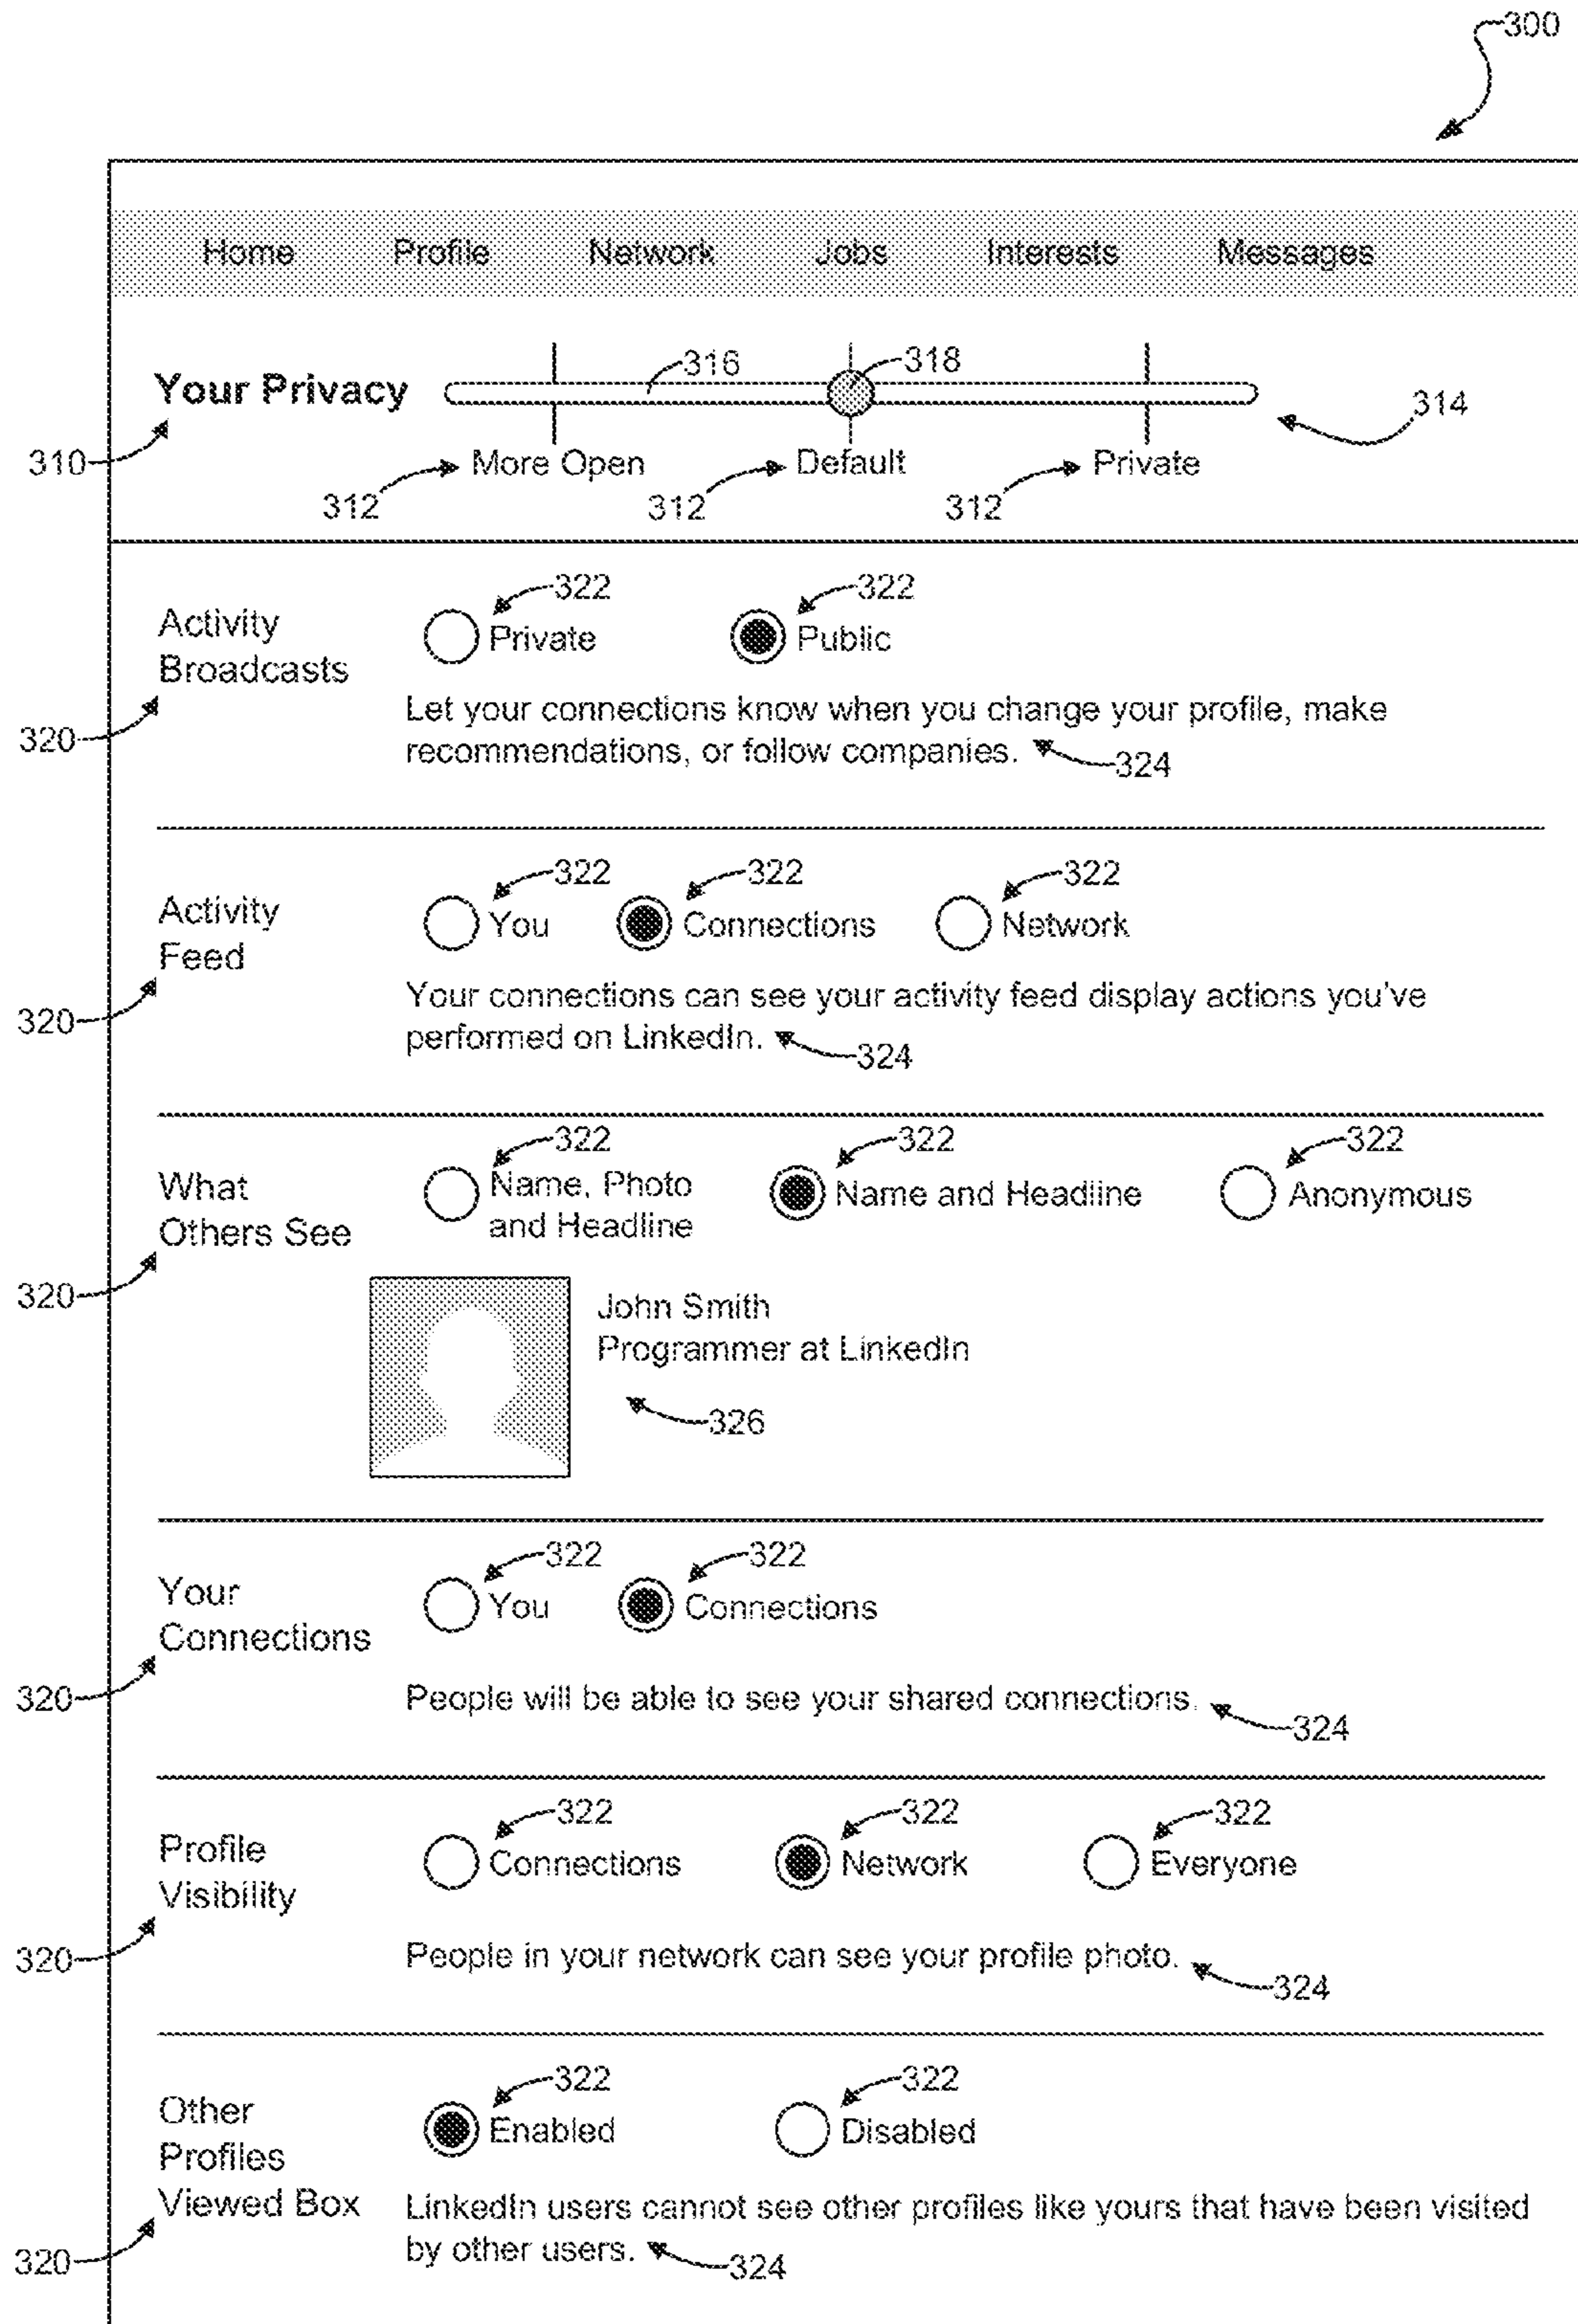 300
Home Profile Network Jobs Interests Messages
316 318
Your Privacy
314
310 More Open Default Private
312 312 312
322 322
Activity
Broadcasts
Private Public
320
Let your connections know when you change your profile, make
recommendations, or follow companies.
324
322 322 322
Activity
Feed
You Connections Network
320
Your connections can see your activity feed display actions you've
performed on LinkedIn.
324
322 322 322
What
Others See
Name, Photo
and Headline
Name and Headline Anonymous
320
John Smith
Programmer at LinkedIn
326
322 322
Your
Connections
You Connections
320
People will be able to see your shared connections.
324
322 322 322
Profile
Visibility
Connections Network Everyone
320
People in your network can see your profile photo.
324
322 322
Other
Profiles
Viewed Box
Enabled Disabled
320
LinkedIn users cannot see other profiles like yours that have been visited
by other users.
324